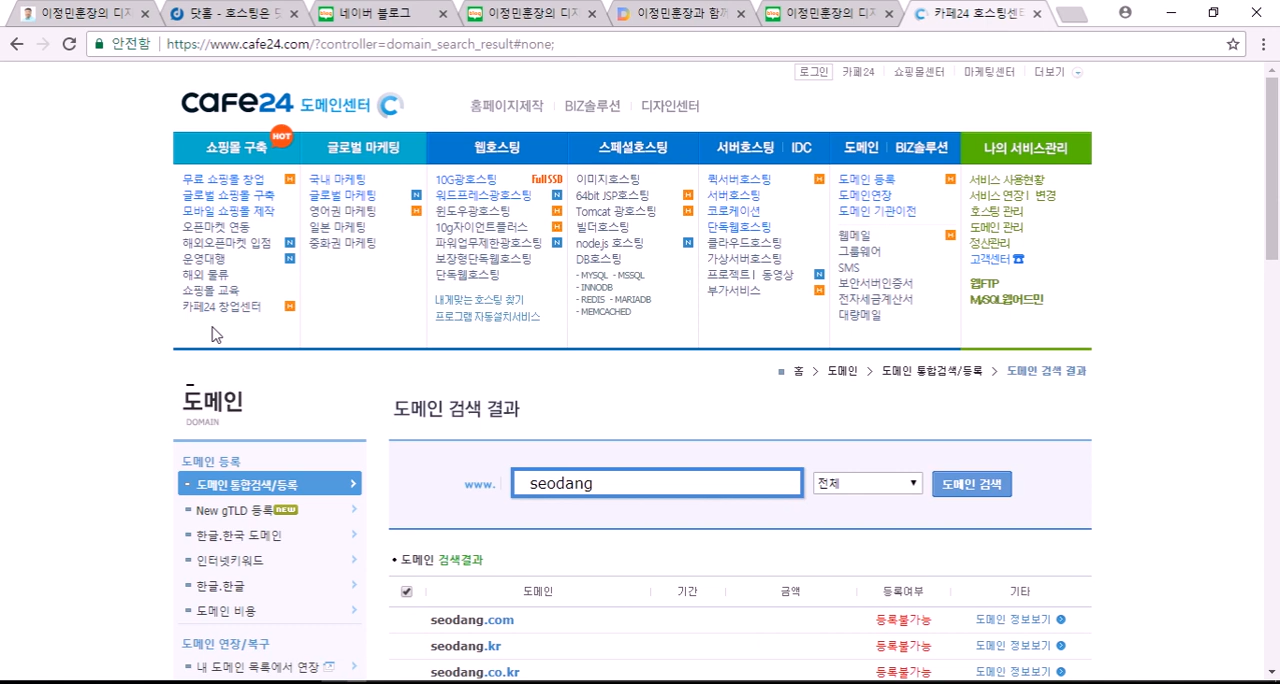 이정민훈장의 디지
닷홈 - 호스팅은 닷
네이버 블로그
이정민훈장의 디지
이정민훈장과 함께
이정민훈장의 디지
카페24 호스팅센터
안전함 https://www.cafe24.com/?controller=domain_search_result#none;
로그인 카페24 쇼핑몰센터 마케팅센터 더보기
cafe24 도메인센터 홈페이지제작 BIZ솔루션 디자인센터
쇼핑몰 구축 HOT 글로벌 마케팅 웹호스팅 스페셜호스팅 서버호스팅 IDC 도메인 BIZ솔루션 나의 서비스관리
무료 쇼핑몰 창업 H
글로벌 쇼핑몰 구축
모바일 쇼핑몰 제작
오픈마켓 연동
해외오픈마켓 입점 N
운영대행 N
해외 물류
쇼핑몰 교육
카페24 창업센터 H
국내 마케팅
글로벌 마케팅 N
영어권 마케팅 H
일본 마케팅
중화권 마케팅
10G광호스팅 Full SSD
워드프레스광호스팅 N
윈도우광호스팅 H
10g자이언트플러스 H
파워업무제한광호스팅 N
보장형단독웹호스팅
단독웹호스팅
내게맞는 호스팅 찾기
프로그램 자동설치서비스
이미지호스팅
64bit JSP호스팅 H
Tomcat 광호스팅 H
빌더호스팅
node.js 호스팅 N
DB호스팅
- MYSQL - MSSQL
- INNODB
- REDIS - MARIADB
- MEMCACHED
퀵서버호스팅 H
서버호스팅
코로케이션
단독웹호스팅
클라우드호스팅
가상서버호스팅
프로젝트 | 동영상 N
부가서비스 H
도메인 등록 H
도메인연장
도메인 기관이전
웹메일 H
그룹웨어
SMS
보안서버인증서
전자세금계산서
대량메일
서비스 사용현황
서비스 연장 | 변경
호스팅 관리
도메인 관리
정산관리
고객센터
웹FTP
MySQL웹어드민
홈 > 도메인 > 도메인 통합검색/등록 > 도메인 검색 결과
도메인
DOMAIN
도메인 등록
- 도메인 통합검색/등록
New gTLD 등록 NEW
한글.한국 도메인
인터넷키워드
한글.한글
도메인 비용
도메인 연장/복구
내 도메인 목록에서 연장
도메인 검색 결과
www. seodang 전체 도메인 검색
• 도메인 검색결과
도메인 기간 금액 등록여부 기타
seodang.com 등록불가능 도메인 정보보기
seodang.kr 등록불가능 도메인 정보보기
seodang.co.kr 등록불가능 도메인 정보보기